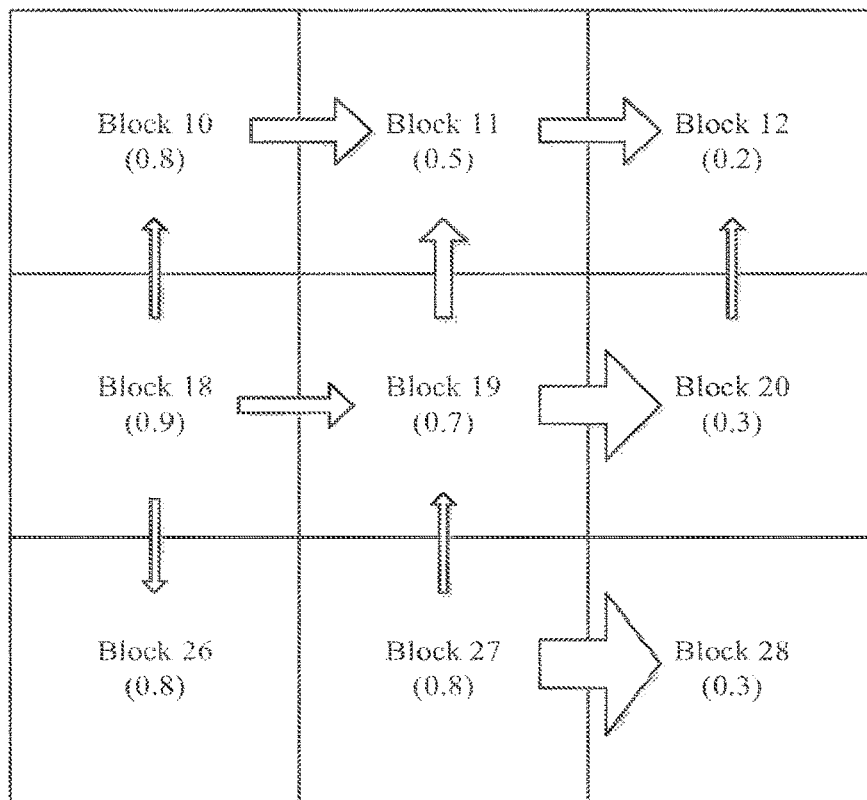 Block 10
(0.8)
Block 11
(0.5)
Block 12
(0.2)
Block 18
(0.9)
Block 19
(0.7)
Block 20
(0.3)
Block 26
(0.8)
Block 27
(0.8)
Block 28
(0.3)